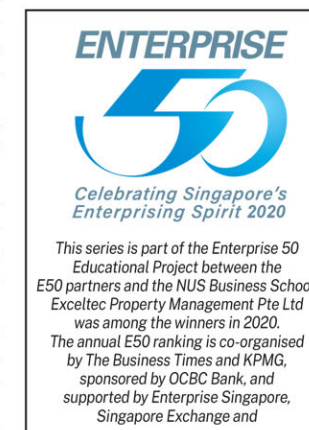 ENTERPRISE
50
Celebrating Singapore's
Enterprising Spirit 2020
This series is part of the Enterprise 50
Educational Project between the
E50 partners and the NUS Business Schoo
Exceltec Property Management Pte Ltd
was among the winners in 2020.
The annual E50 ranking is co-organised
by The Business Times and KPMG,
sponsored by OCBC Bank, and
supported by Enterprise Singapore,
Singapore Exchange and